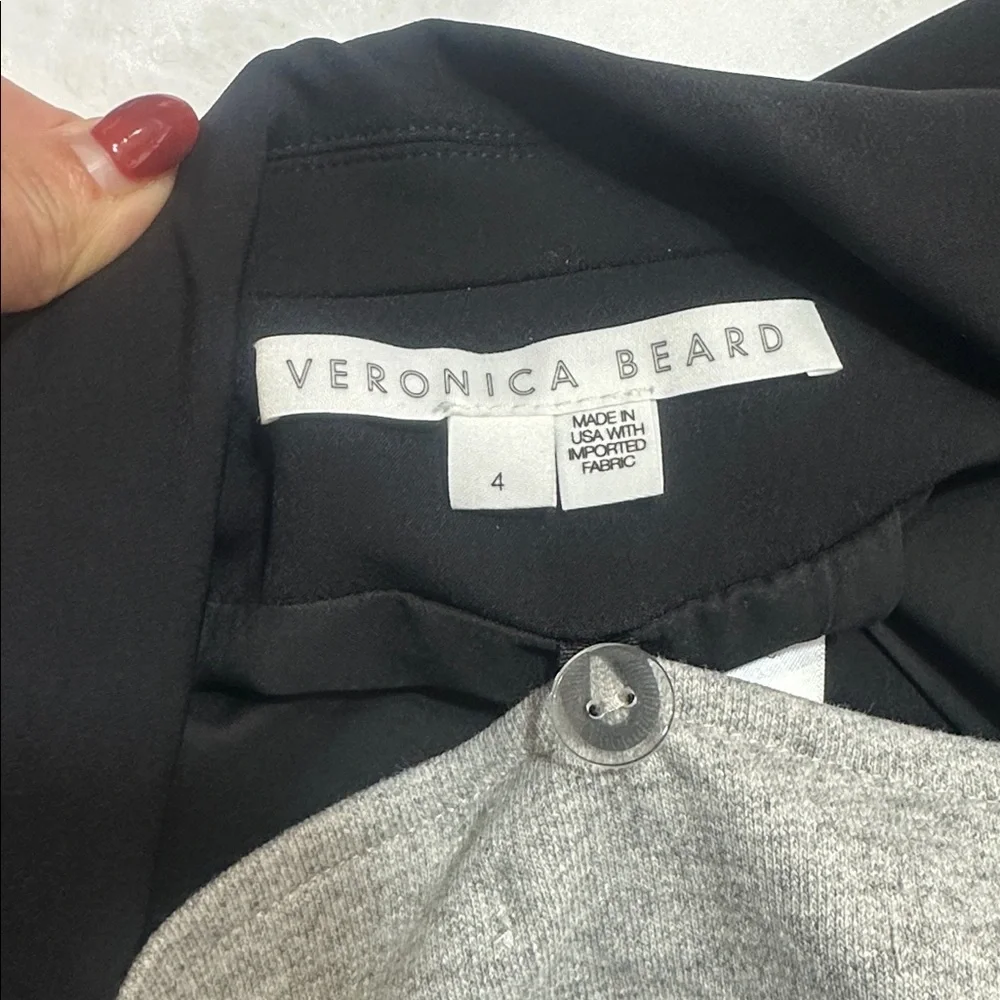 VERONICA BEARD
4
MADE IN
USA WITH
IMPORTED
FABRIC